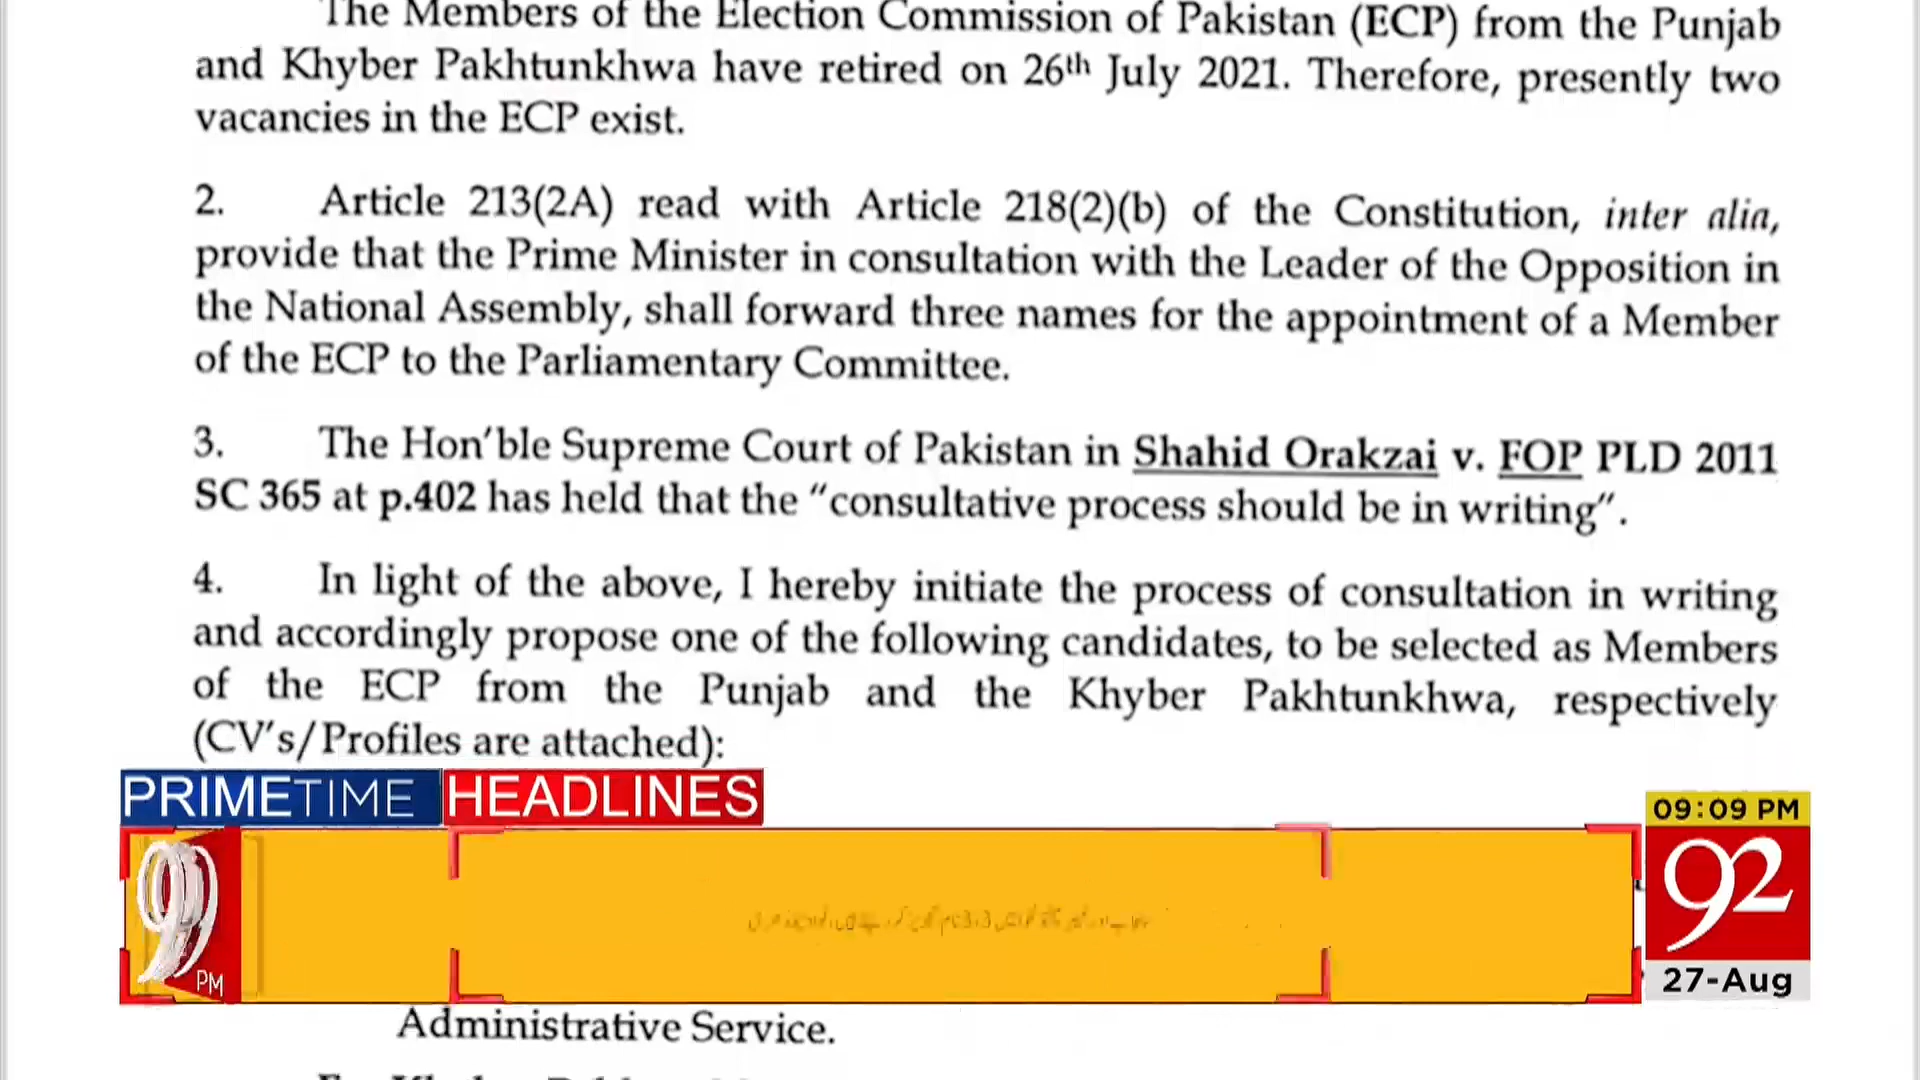 The Members of the Election Commission of Pakistan (ECP) from the Punjab
and Khyber Pakhtunkhwa have retired on 26th July 2021. Therefore, presently two
vacancies in the ECP exist.
2. Article 213(2A) read with Article 218(2)(b) of the Constitution, inter alia,
provide that the Prime Minister in consultation with the Leader of the Opposition in
the National Assembly, shall forward three names for the appointment of a Member
of the ECP to the Parliamentary Committee.
3. The Hon'ble Supreme Court of Pakistan in Shahid Orakzai v. FOP PLD 2011
SC 365 at p.402 has held that the "consultative process should be in writing".
4. In light of the above, I hereby initiate the process of consultation in writing
and accordingly propose one of the following candidates, to be selected as Members
of the ECP from the Punjab and the Khyber Pakhtunkhwa, respectively
(CV's/Profiles are attached):
PRIMETIME HEADLINES
09:09 PM
9 PM
92
27-Aug
Administrative Service.